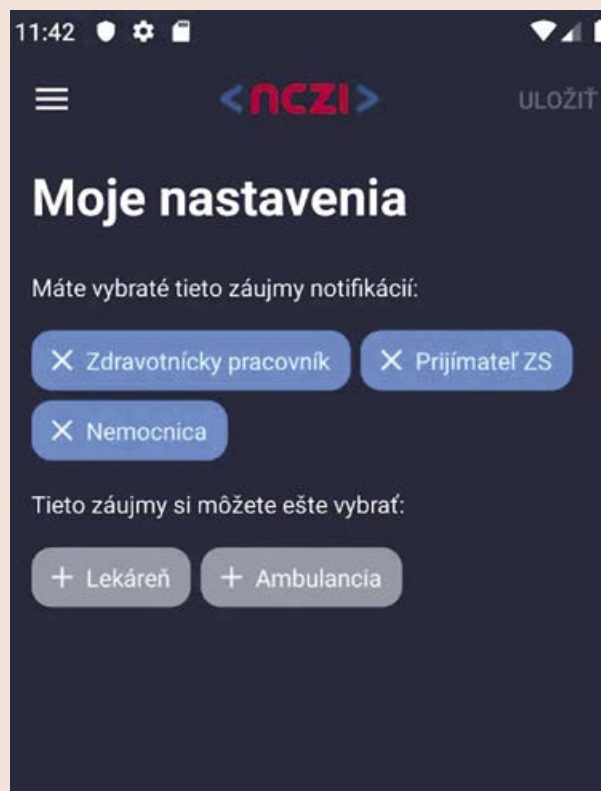 11:42
<nczi> ULOŽIŤ
Moje nastavenia
Máte vybraté tieto záujmy notifikácií:
Zdravotnícky pracovník Prijímateľ ZS
Nemocnica
Tieto záujmy si môžete ešte vybrať:
+ Lekáreň + Ambulancia